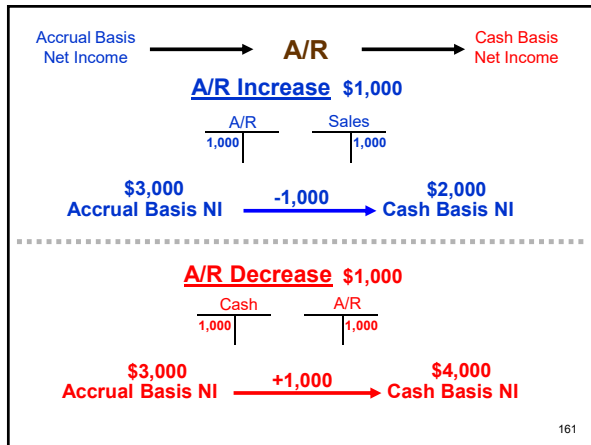 Accrual Basis
Net Income
A/R
Cash Basis
Net Income
A/R Increase $1,000
A/R
Sales
1,000
1,000
$3,000
Accrual Basis NI
-1,000
$2,000
Cash Basis NI
A/R Decrease $1,000
Cash
A/R
1,000
1,000
$3,000
Accrual Basis NI
+1,000
$4,000
Cash Basis NI
161